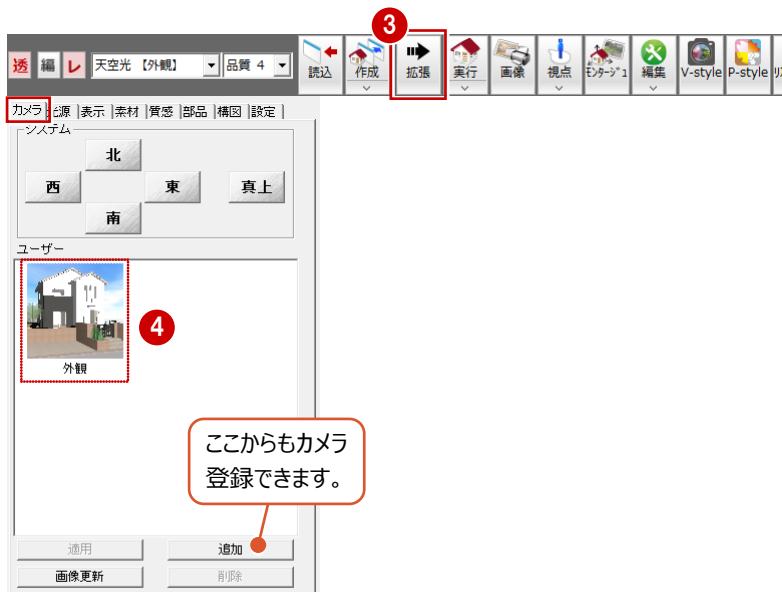 3
透 編 レ 天空光 【外観】 品質 4 読込 作成 拡張 実行 画像 視点 ﾓﾝﾀｰｼﾞ1 編集 V-style P-style
カメラ 光源 表示 素材 質感 部品 構図 設定
システム
北
西 東 真上
南
ユーザー
4
外観
ここからもカメラ
登録できます。
適用 追加
画像更新 削除